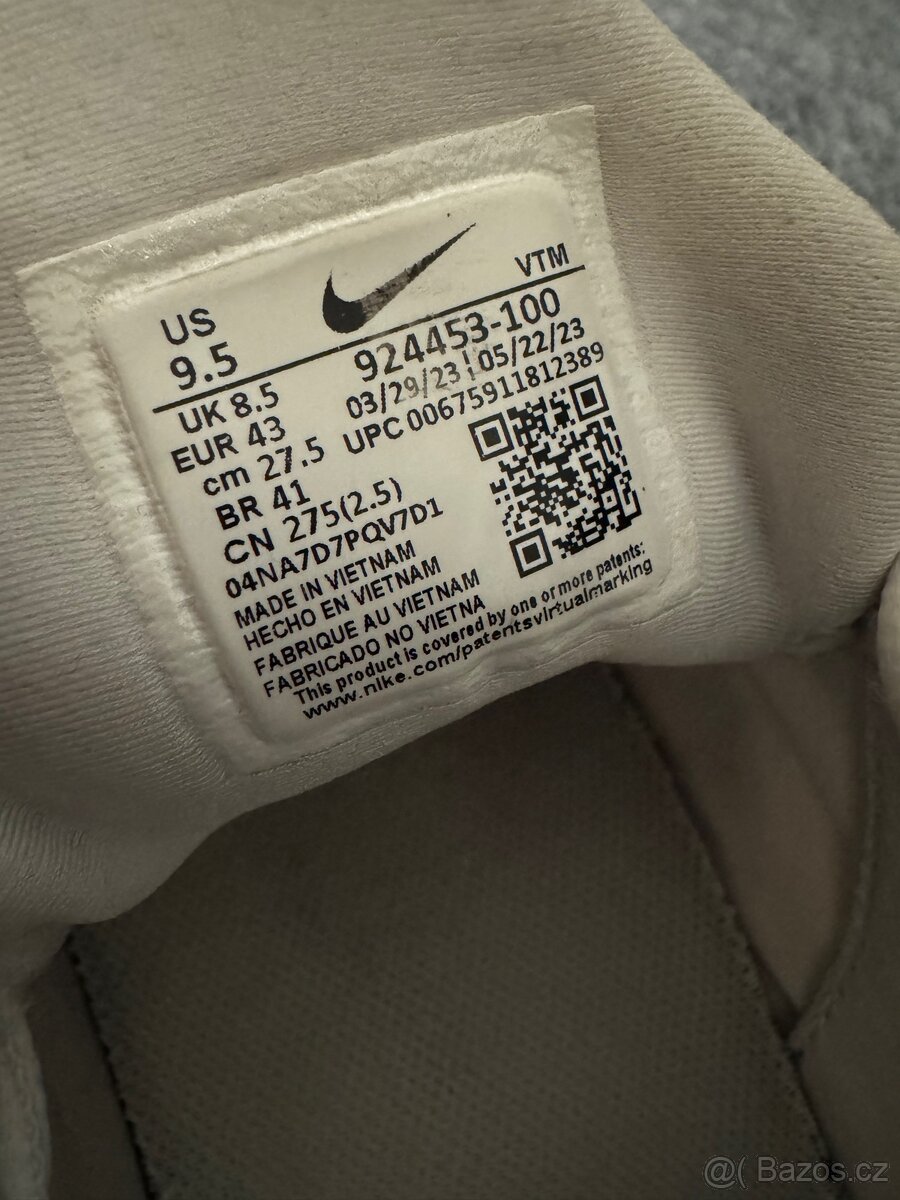 US
VTM
9.5
924453-100
UK 8.5
03/29/23 05/22/23
EUR 43
UPC 00675911812389
cm 27.5
BR 41
CN 275(2.5)
04NA7D7PQV7D1
MADE IN VIETNAM
HECHO EN VIETNAM
FABRIQUE AU VIETNAM
FABRICADO NO VIETNA
This product is covered by one or more patents:
www.nike.com/patentsvirtualmarking
@( Bazos.cz